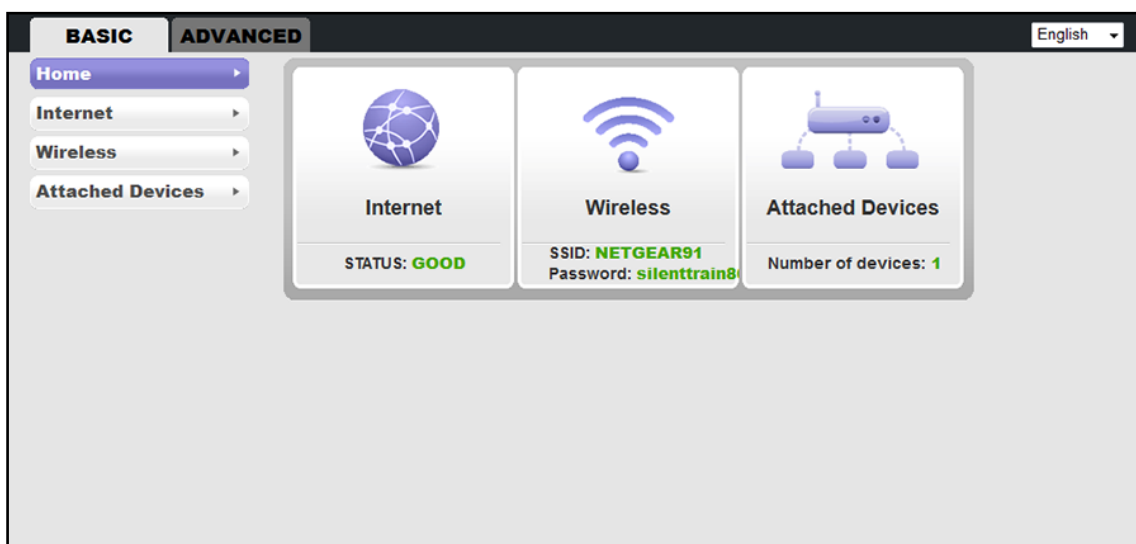 BASIC
ADVANCED
English
Home
Internet
Wireless
Attached Devices
Internet
STATUS: GOOD
Wireless
SSID: NETGEAR91
Password:
Attached Devices
Number of devices: 1